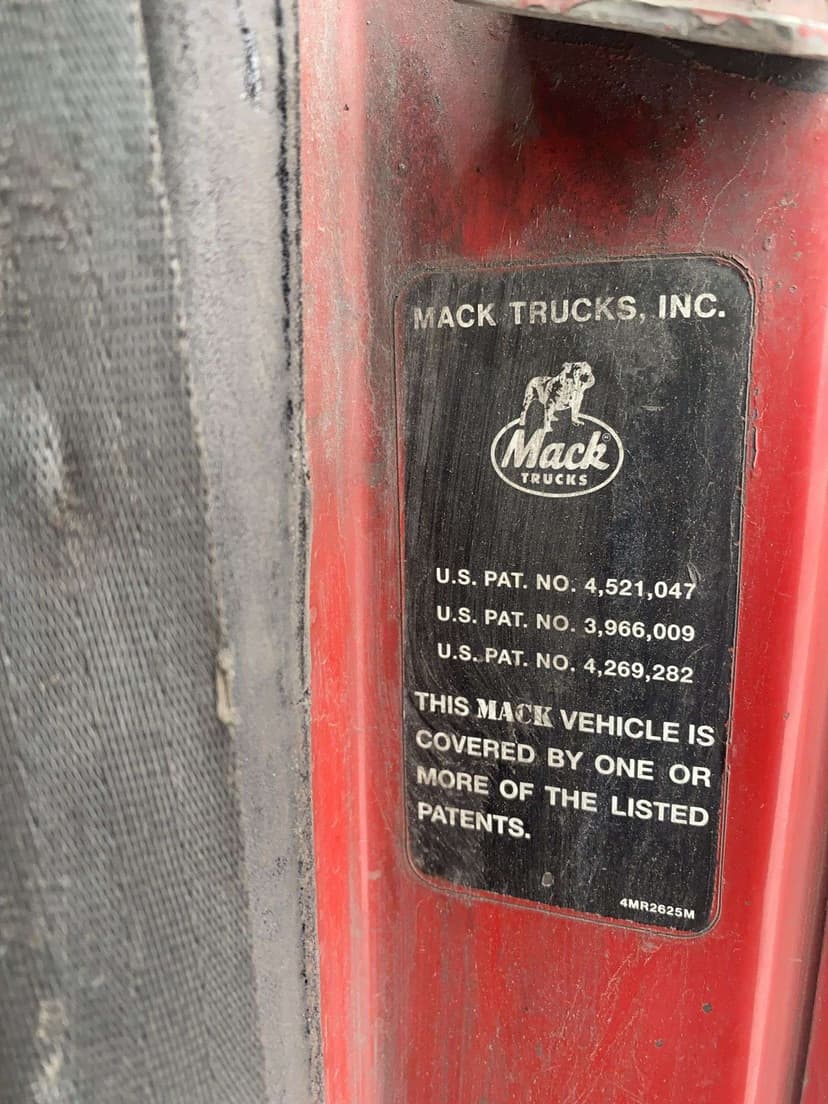 MACK TRUCKS, INC.
Mack®
TRUCKS
U.S. PAT. NO. 4,521,047
U.S. PAT. NO. 3,966,009
U.S. PAT. NO. 4,269,282
THIS MACK VEHICLE IS
COVERED BY ONE OR
MORE OF THE LISTED
PATENTS.
4MR2625M